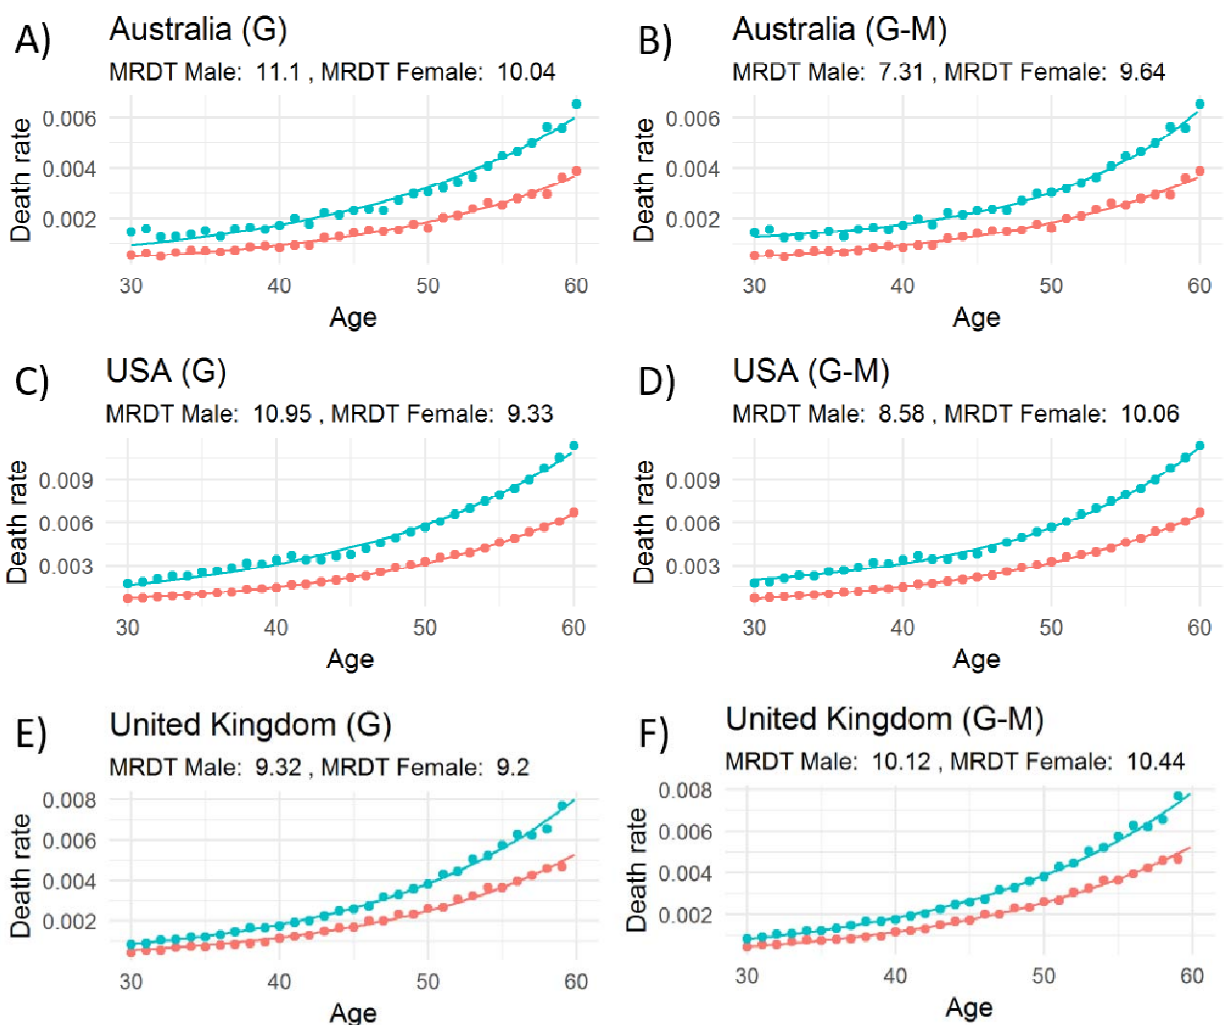 A)
Australia (G)
MRDT Male: 11.1 , MRDT Female: 10.04
Death rate
0.006
0.004
0.002
30 40 50 60
Age
B)
Australia (G-M)
MRDT Male: 7.31 , MRDT Female: 9.64
Death rate
0.006
0.004
0.002
30 40 50 60
Age
C)
USA (G)
MRDT Male: 10.95 , MRDT Female: 9.33
Death rate
0.009
0.006
0.003
30 40 50 60
Age
D)
USA (G-M)
MRDT Male: 8.58 , MRDT Female: 10.06
Death rate
0.009
0.006
0.003
30 40 50 60
Age
E)
United Kingdom (G)
MRDT Male: 9.32 , MRDT Female: 9.2
Death rate
0.008
0.006
0.004
0.002
30 40 50 60
Age
F)
United Kingdom (G-M)
MRDT Male: 10.12 , MRDT Female: 10.44
Death rate
0.008
0.006
0.004
0.002
30 40 50 60
Age